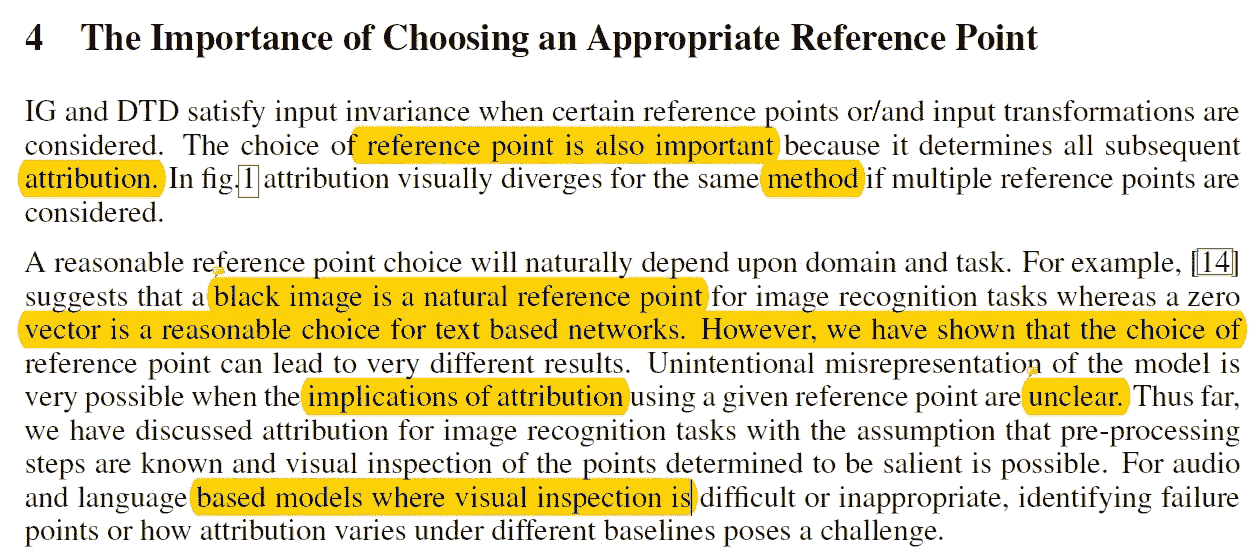 4 The Importance of Choosing an Appropriate Reference Point
IG and DTD satisfy input invariance when certain reference points or/and input transformations are
considered. The choice of reference point is also important because it determines all subsequent
attribution. In fig.1 attribution visually diverges for the same method if multiple reference points are
considered.
A reasonable reference point choice will naturally depend upon domain and task. For example, [14]
suggests that a black image is a natural reference point for image recognition tasks whereas a zero
vector is a reasonable choice for text based networks. However, we have shown that the choice of
reference point can lead to very different results. Unintentional misrepresentation of the model is
very possible when the implications of attribution using a given reference point are unclear. Thus far,
we have discussed attribution for image recognition tasks with the assumption that pre-processing
steps are known and visual inspection of the points determined to be salient is possible. For audio
and language based models where visual inspection is difficult or inappropriate, identifying failure
points or how attribution varies under different baselines poses a challenge.